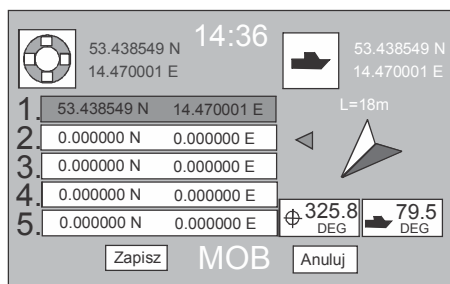 14:36
53.438549 N
14.470001 E
53.438549 N
14.470001 E
L=18m
1. 53.438549 N 14.470001 E
2. 0.000000 N 0.000000 E
3. 0.000000 N 0.000000 E
4. 0.000000 N 0.000000 E
5. 0.000000 N 0.000000 E
325.8
DEG
79.5
DEG
Zapisz
MOB
Anuluj